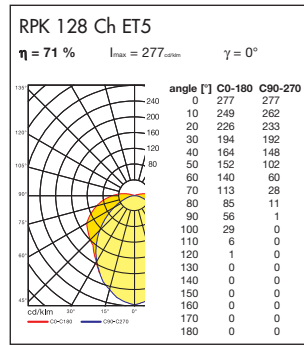 RPK 128 Ch ET5
η = 71 % Imax = 277 cd/klm γ = 0°
angle [°] C0-180 C90-270
0 277 277
10 249 262
20 226 233
30 194 192
40 164 148
50 152 102
60 140 60
70 113 28
80 85 11
90 56 1
100 29 0
110 6 0
120 1 0
130 0 0
140 0 0
150 0 0
160 0 0
170 0 0
180 0 0
135°
240
200
160
120
80
90°
75°
60°
45°
cd/klm 30° 15° 0°
C0-C180 C90-C270